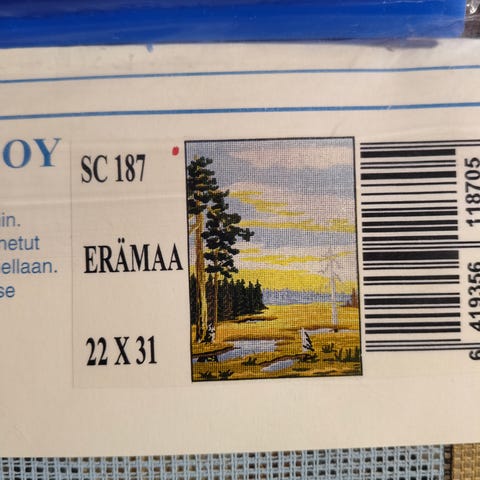 OY
SC 187
in.
netut
ellaan.
se
ERÄMAA
22 X 31
6 419356 118705